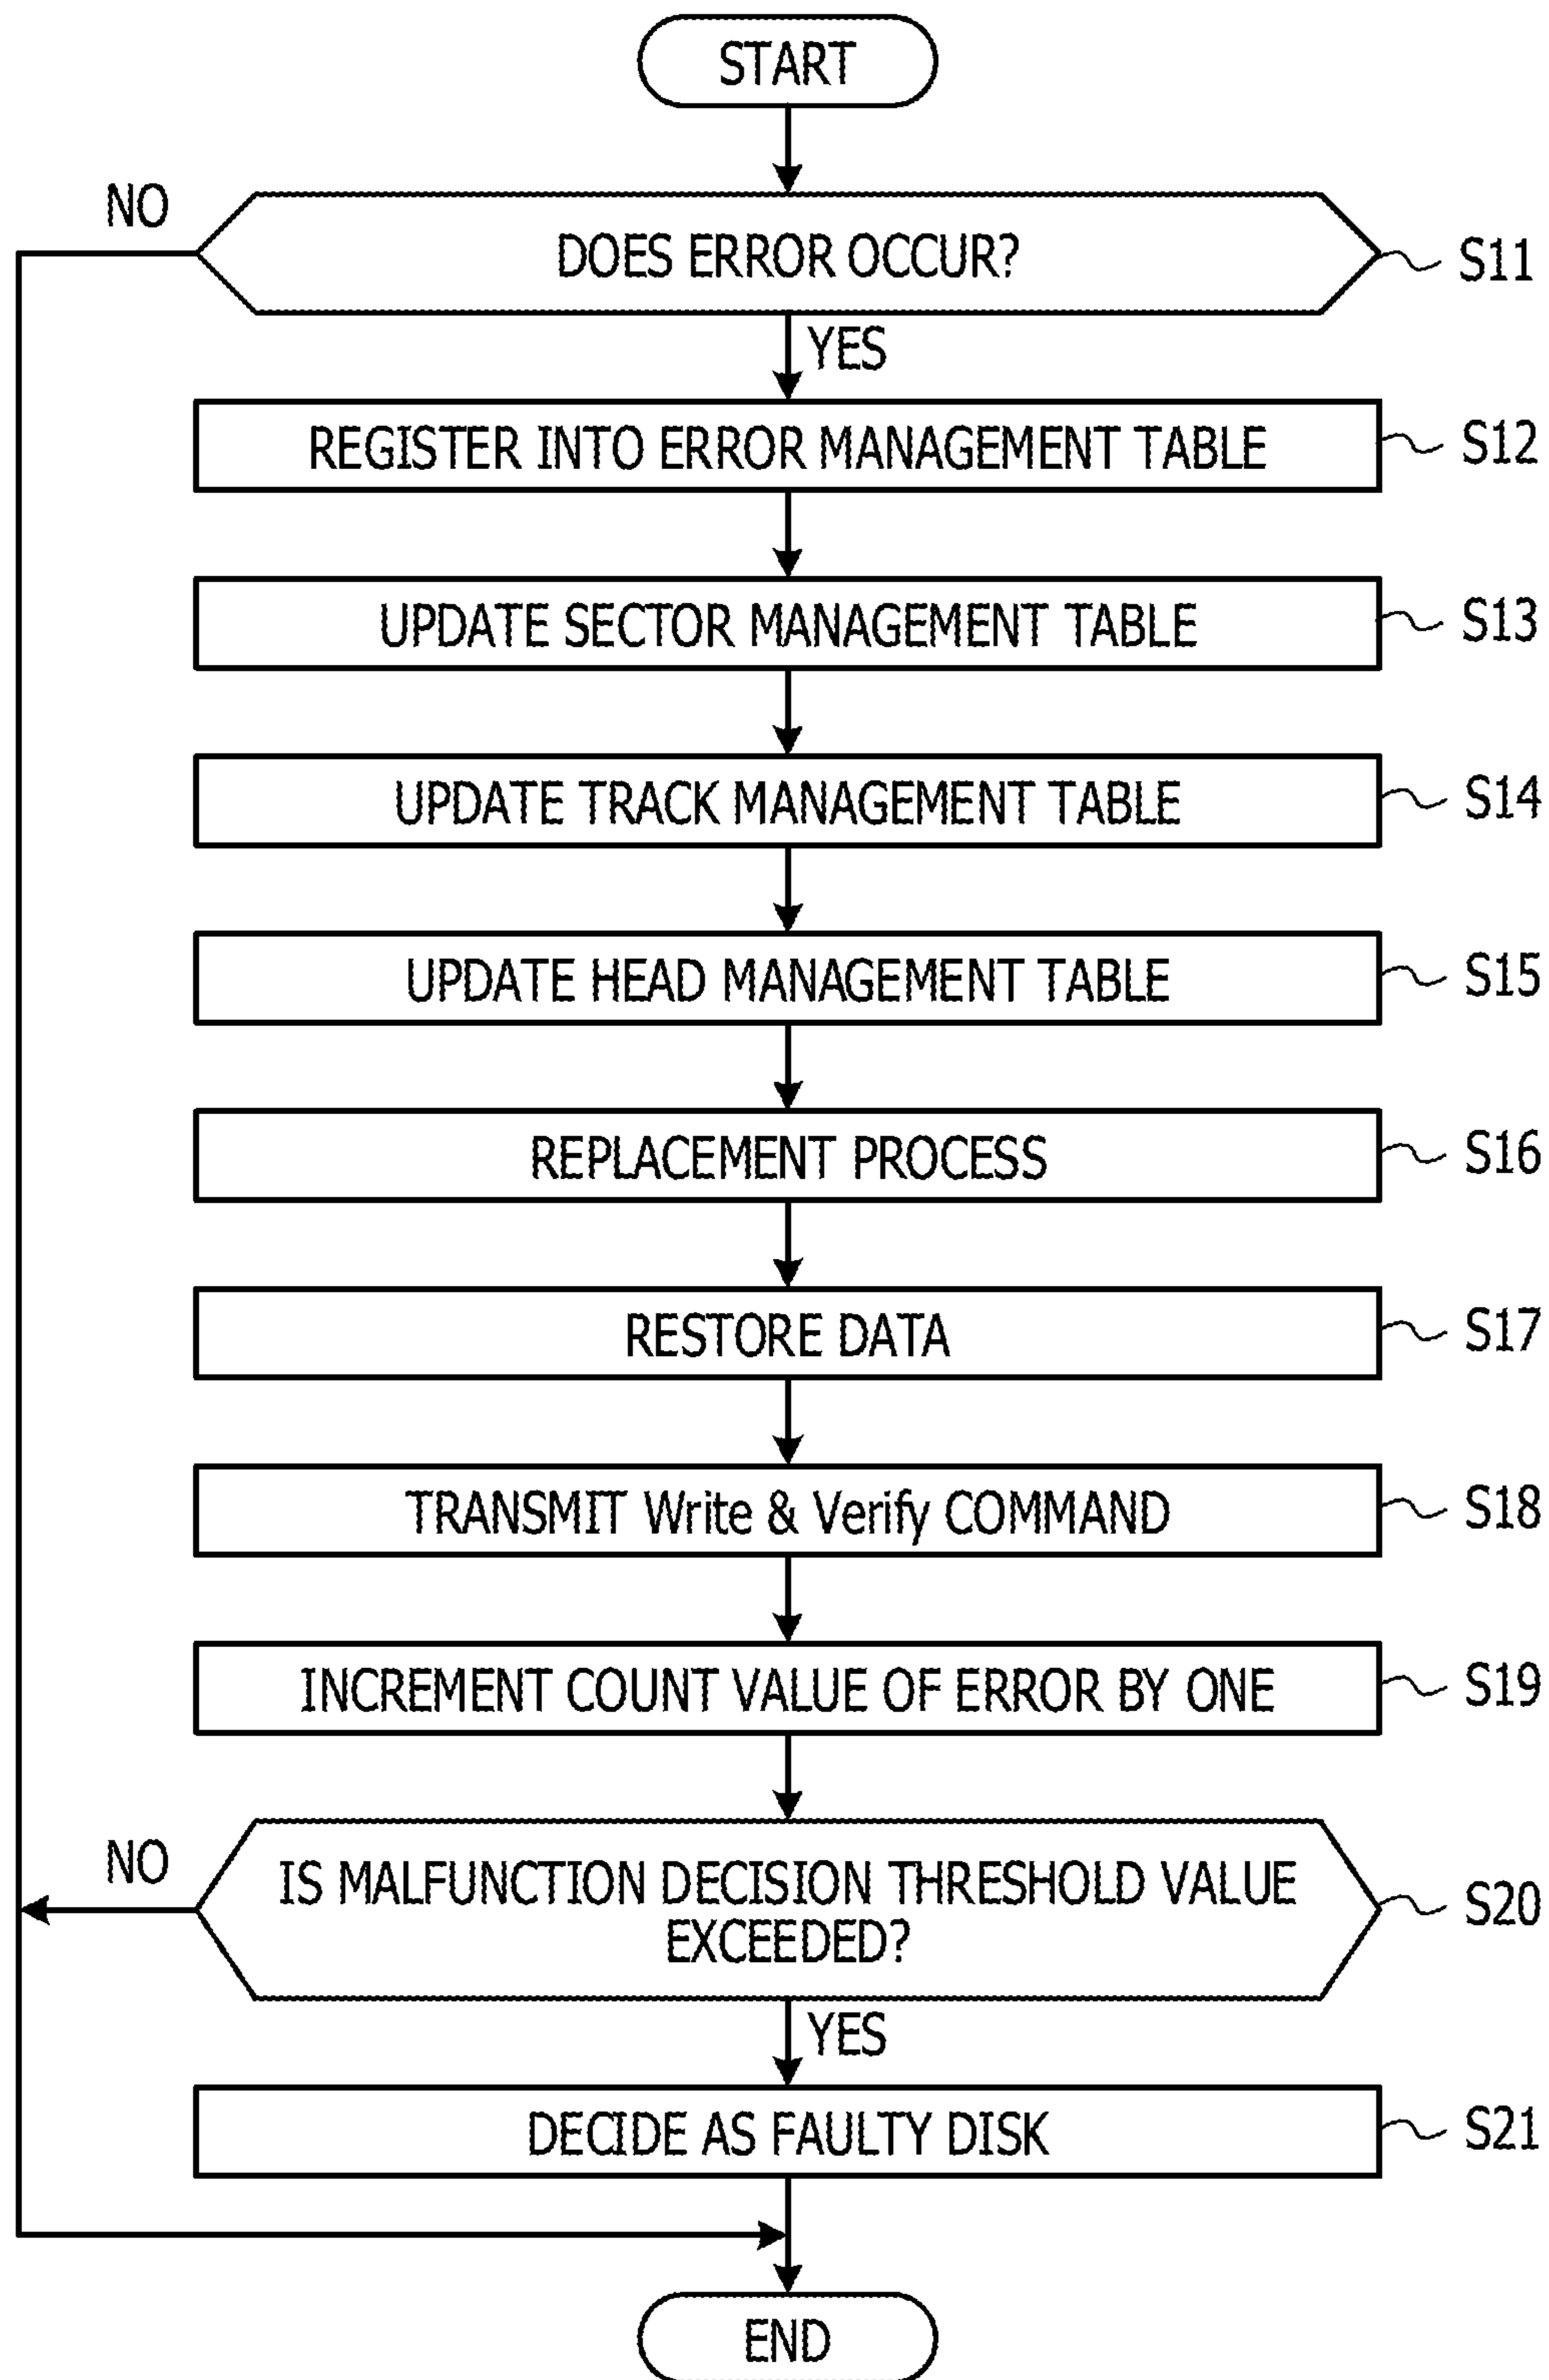 START
NO
DOES ERROR OCCUR?
S11
YES
REGISTER INTO ERROR MANAGEMENT TABLE
S12
UPDATE SECTOR MANAGEMENT TABLE
S13
UPDATE TRACK MANAGEMENT TABLE
S14
UPDATE HEAD MANAGEMENT TABLE
S15
REPLACEMENT PROCESS
S16
RESTORE DATA
S17
TRANSMIT Write & Verify COMMAND
S18
INCREMENT COUNT VALUE OF ERROR BY ONE
S19
NO
IS MALFUNCTION DECISION THRESHOLD VALUE
EXCEEDED?
S20
YES
DECIDE AS FAULTY DISK
S21
END